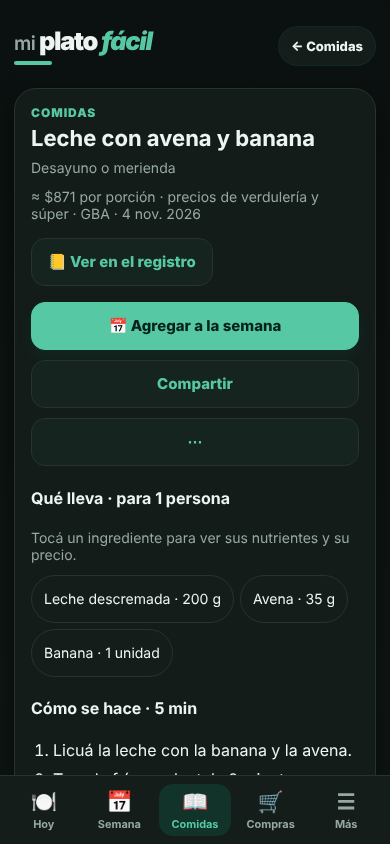 mi plato fácil
← Comidas
COMIDAS
Leche con avena y banana
Desayuno o merienda
≈ $871 por porción · precios de verdulería y
súper · GBA · 4 nov. 2026
📒 Ver en el registro
📅 Agregar a la semana
Compartir
...
Qué lleva · para 1 persona
Tocá un ingrediente para ver sus nutrientes y su
precio.
Leche descremada · 200 g
Avena · 35 g
Banana · 1 unidad
Cómo se hace · 5 min
1. Licuá la leche con la banana y la avena.
Hoy
Semana
Comidas
Compras
Más